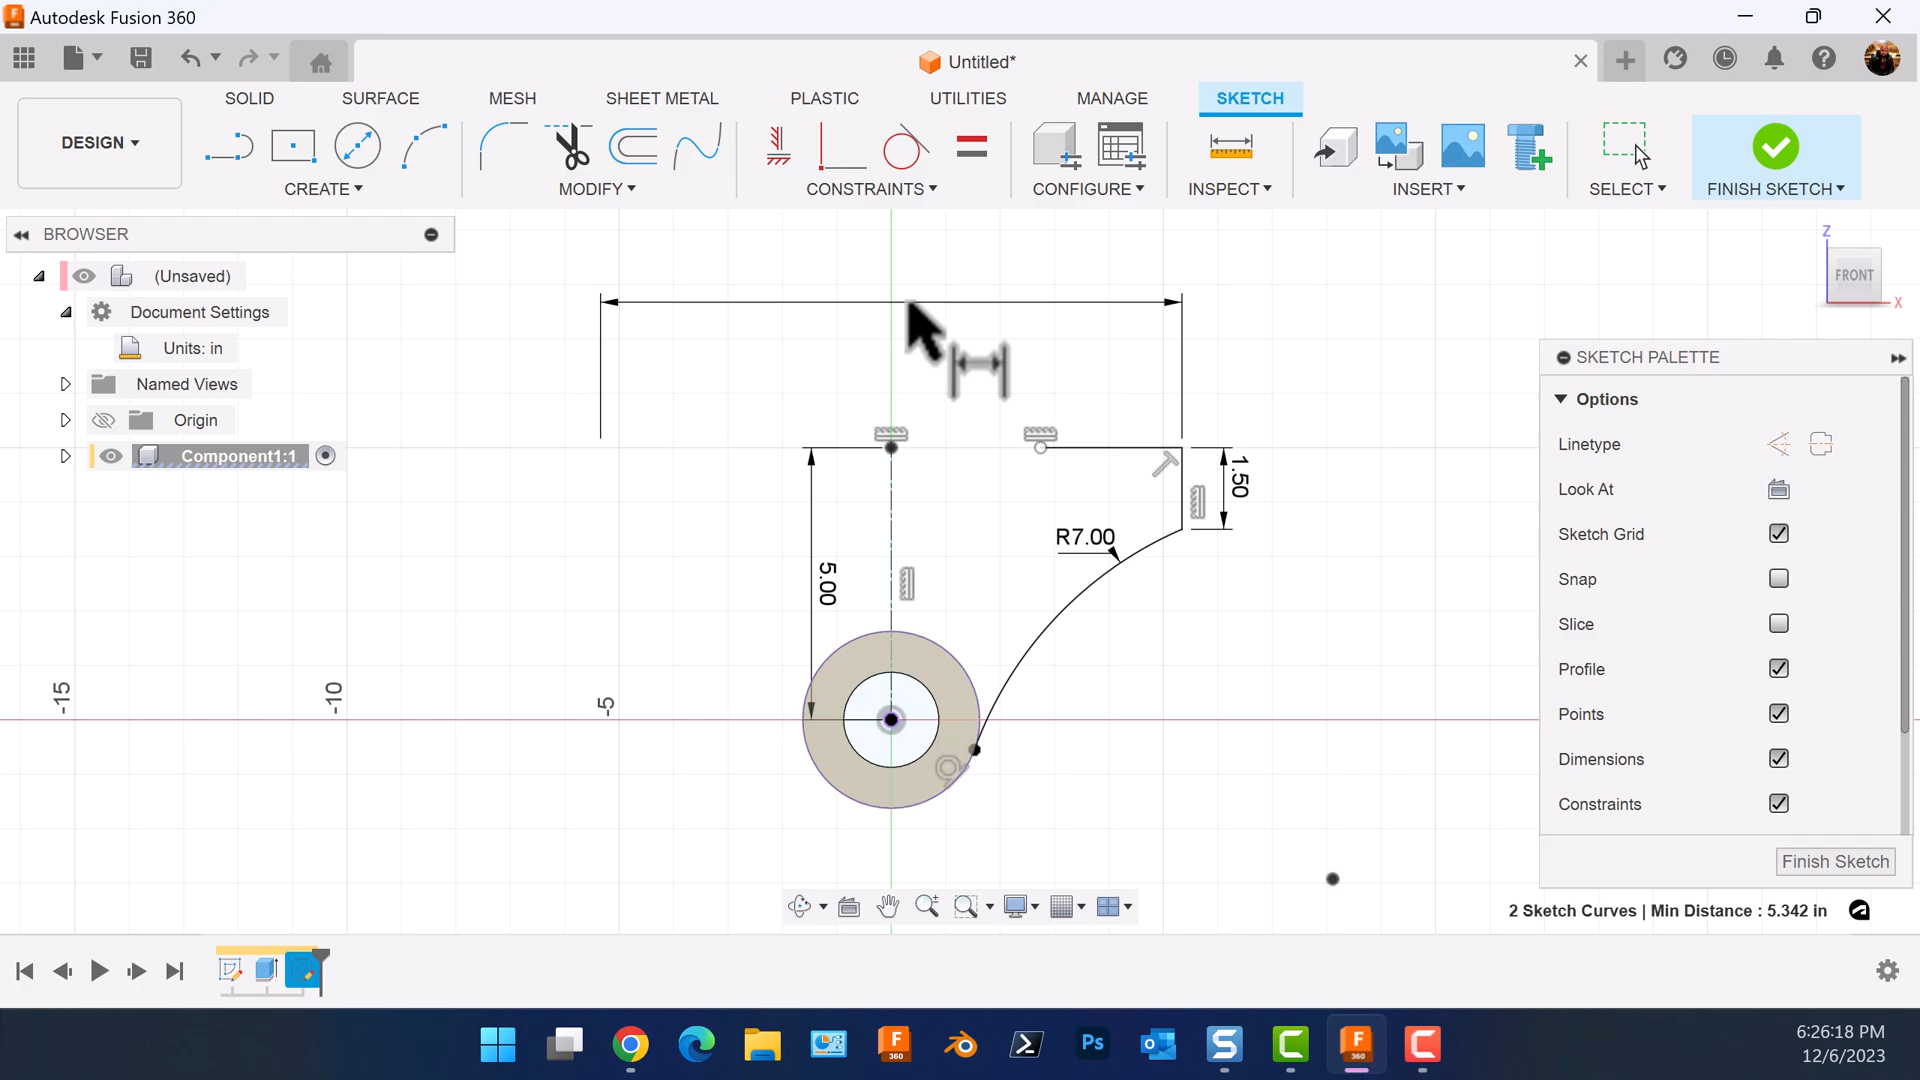 Autodesk Fusion 360
Untitled*
SOLID SURFACE MESH SHEET METAL PLASTIC UTILITIES MANAGE SKETCH
DESIGN
CREATE MODIFY CONSTRAINTS CONFIGURE INSPECT INSERT SELECT FINISH SKETCH
BROWSER
(Unsaved)
Document Settings
Units: in
Named Views
Origin
Component1:1
Z
FRONT
X
1.50
R7.00
5.00
-15
-10
-5
SKETCH PALETTE
Options
Linetype
Look At
Sketch Grid
Snap
Slice
Profile
Points
Dimensions
Constraints
Finish Sketch
2 Sketch Curves | Min Distance : 5.342 in
F
360
Ps
S
C
F
360
C
6:26:18 PM
12/6/2023